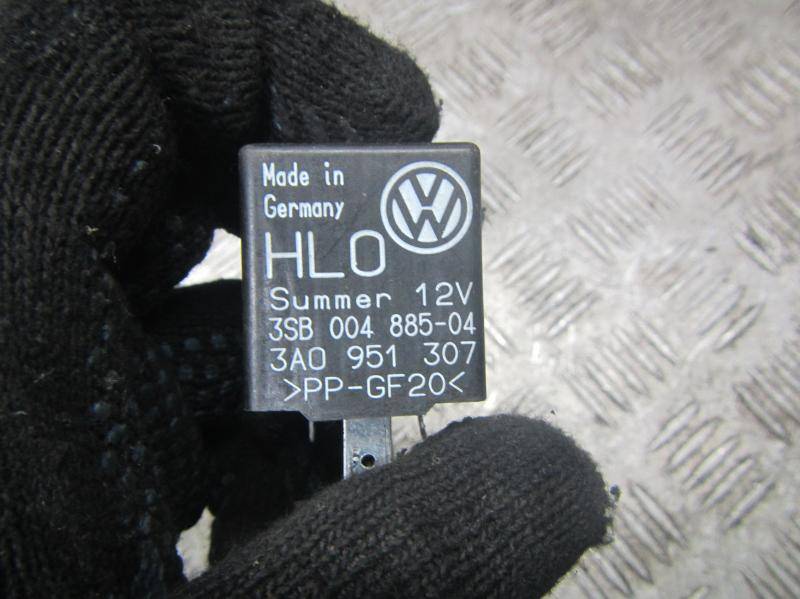 Made in
Germany
HLO
Summer 12V
3SB 004 885-04
3A0 951 307
>PP-GF20<